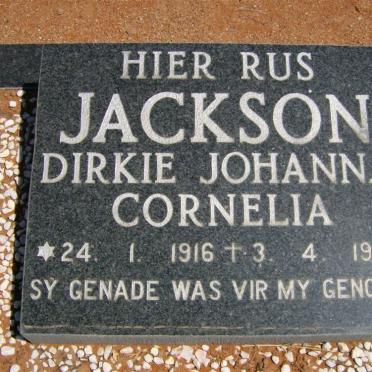 HIER RUS
JACKSON
DIRKIE JOHANN
CORNELIA
* 24. 1. 1916 + 3. 4. 19
SY GENADE WAS VIR MY GENO